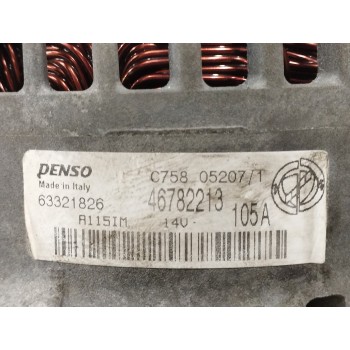 DENSO
Made in Italy
C758 05207/1
63321826
46782213
A115IM
14V-
105A